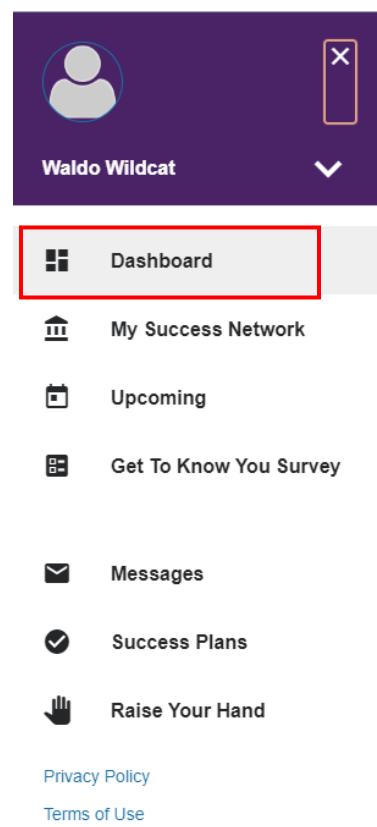 Waldo Wildcat
Dashboard
My Success Network
Upcoming
Get To Know You Survey
Messages
Success Plans
Raise Your Hand
Privacy Policy
Terms of Use